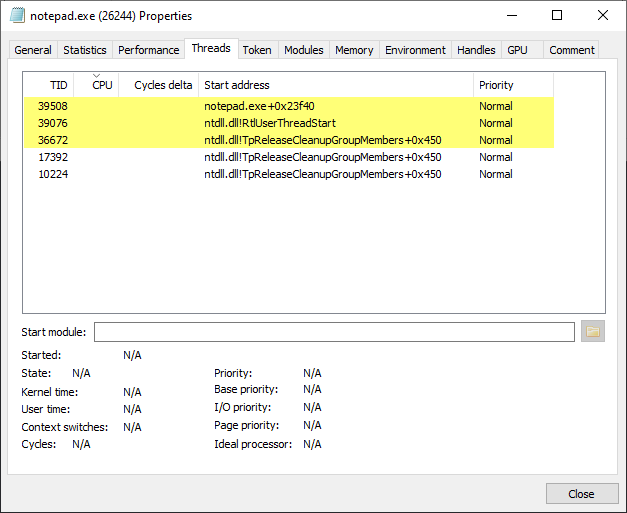 notepad.exe (26244) Properties
General Statistics Performance Threads Token Modules Memory Environment Handles GPU Comment
TID CPU Cycles delta Start address Priority
39508 notepad.exe+0x23f40 Normal
39076 ntdll.dll!RtlUserThreadStart Normal
36672 ntdll.dll!TpReleaseCleanupGroupMembers+0x450 Normal
17392 ntdll.dll!TpReleaseCleanupGroupMembers+0x450 Normal
10224 ntdll.dll!TpReleaseCleanupGroupMembers+0x450 Normal
Start module:
Started: N/A
State: N/A Priority: N/A
Kernel time: N/A Base priority: N/A
User time: N/A I/O priority: N/A
Context switches: N/A Page priority: N/A
Cycles: N/A Ideal processor: N/A
Close